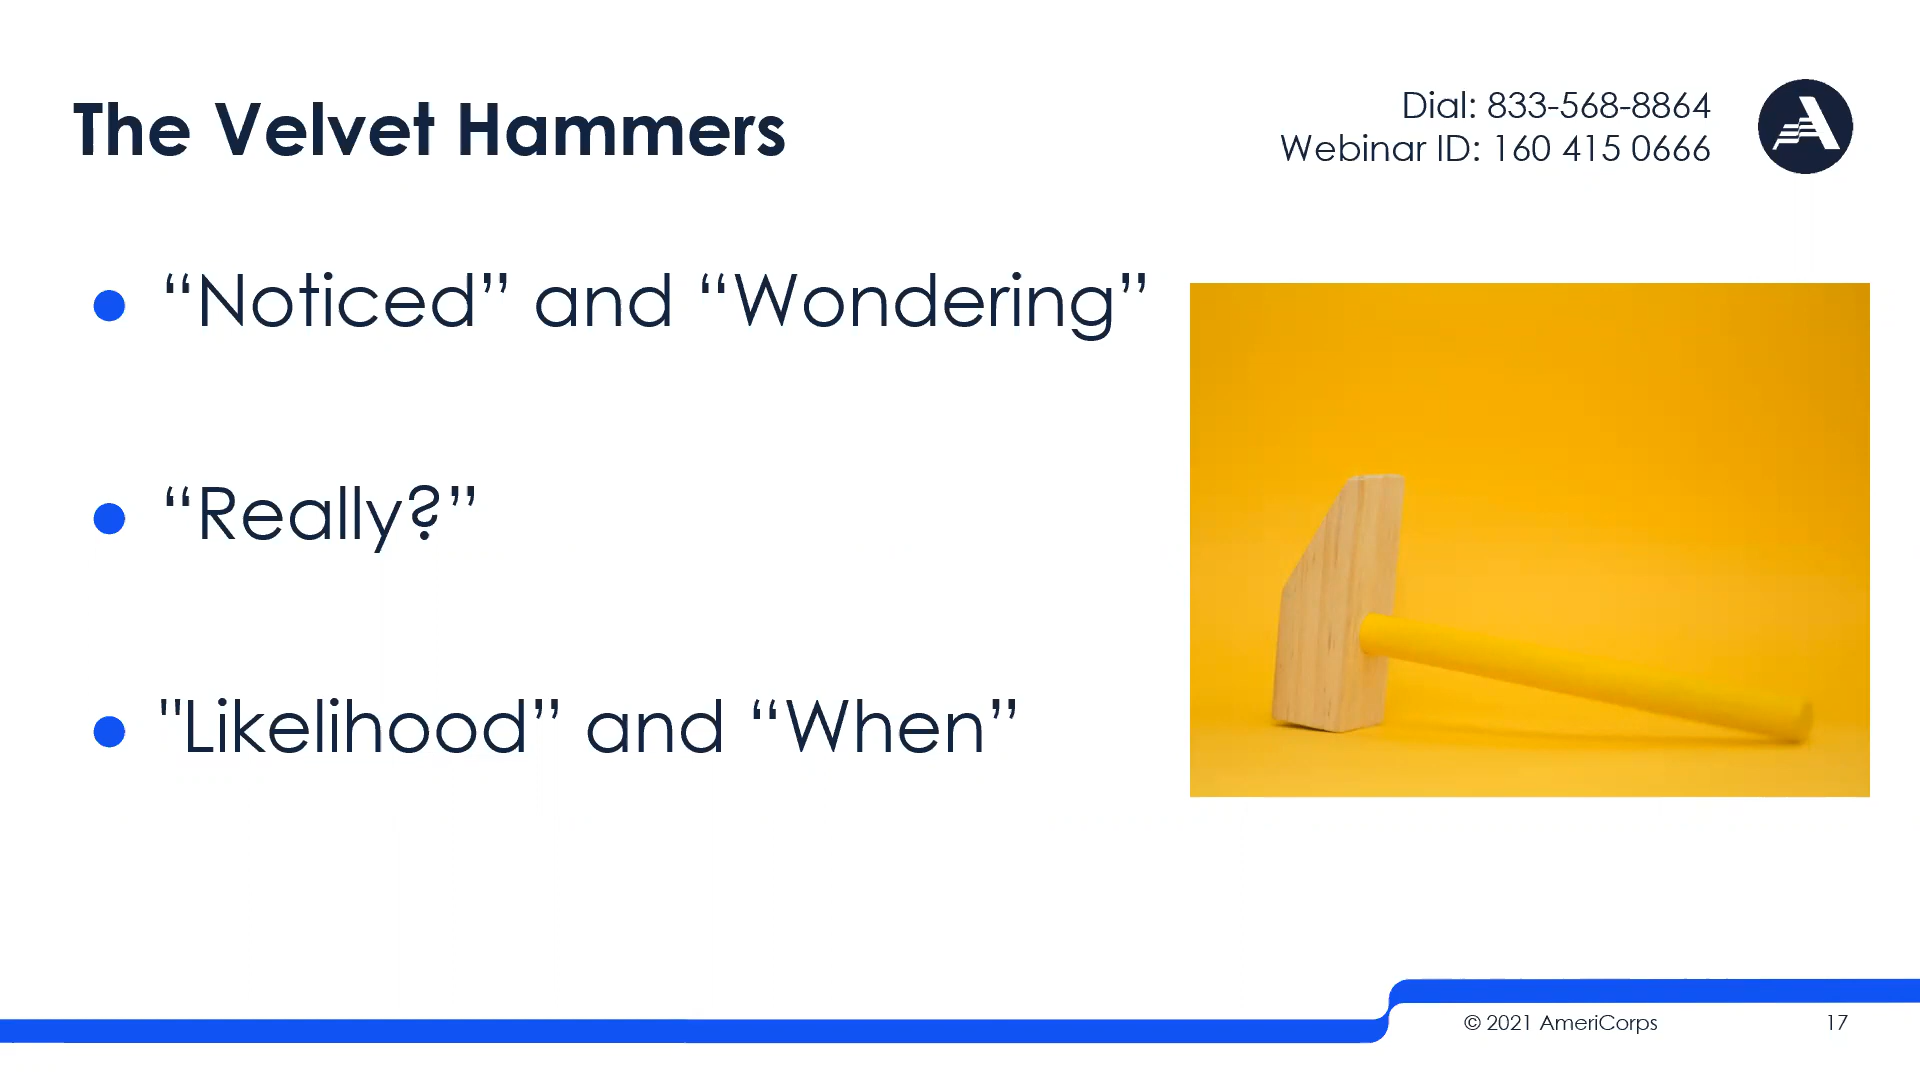 The Velvet Hammers
Dial: 833-568-8864
Webinar ID: 160 415 0666
“Noticed” and “Wondering”
“Really?”
"Likelihood” and “When”
© 2021 AmeriCorps
17